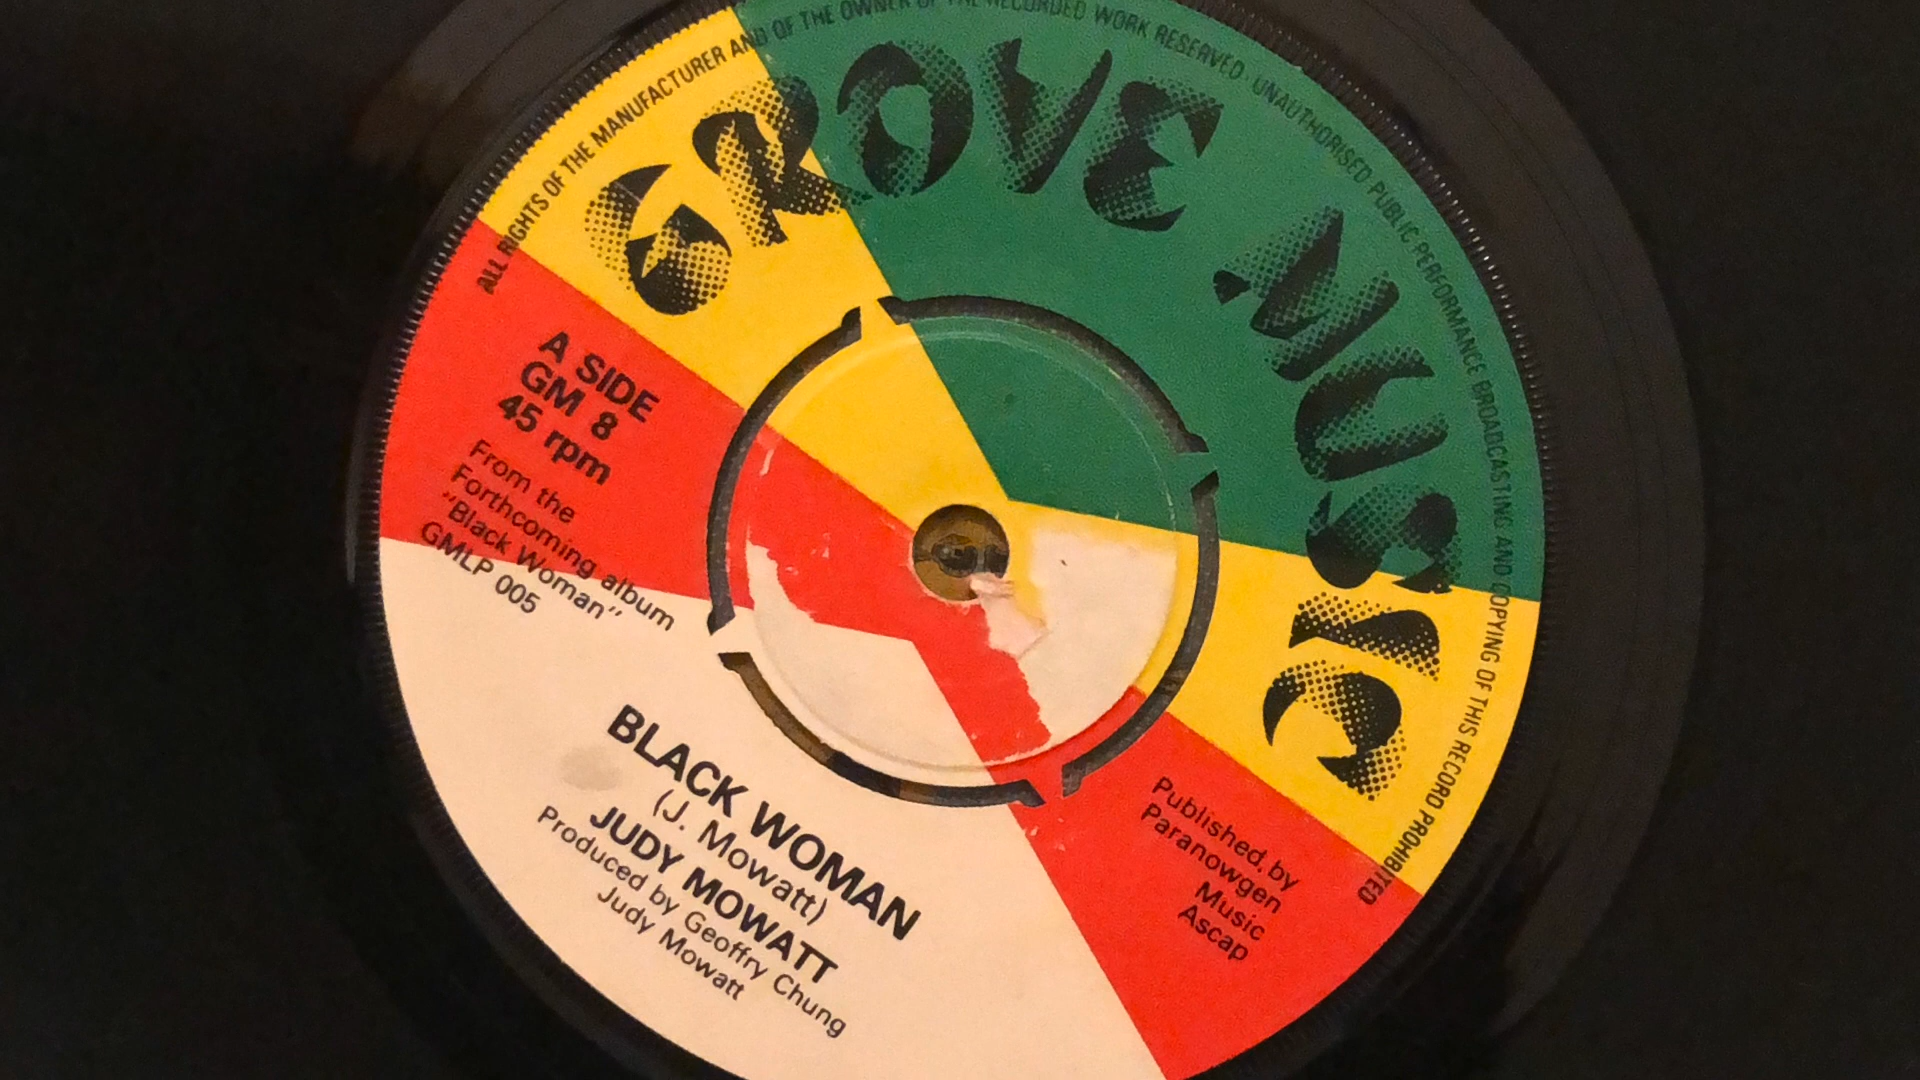 ALL RIGHTS OF THE MANUFACTURER AND OF THE OWNER OF THE RECORDED WORK RESERVED · UNAUTHORISED PUBLIC PERFORMANCE BROADCASTING AND COPYING OF THIS RECORD PROHIBITED
GROVE MUSIC
A SIDE
GM 8
45 rpm
From the
Forthcoming album
"Black Woman"
GMLP 005
BLACK WOMAN
(J. Mowatt)
JUDY MOWATT
Produced by Geoffry Chung
Judy Mowatt
Published, by
Paranowgen
Music
Ascap